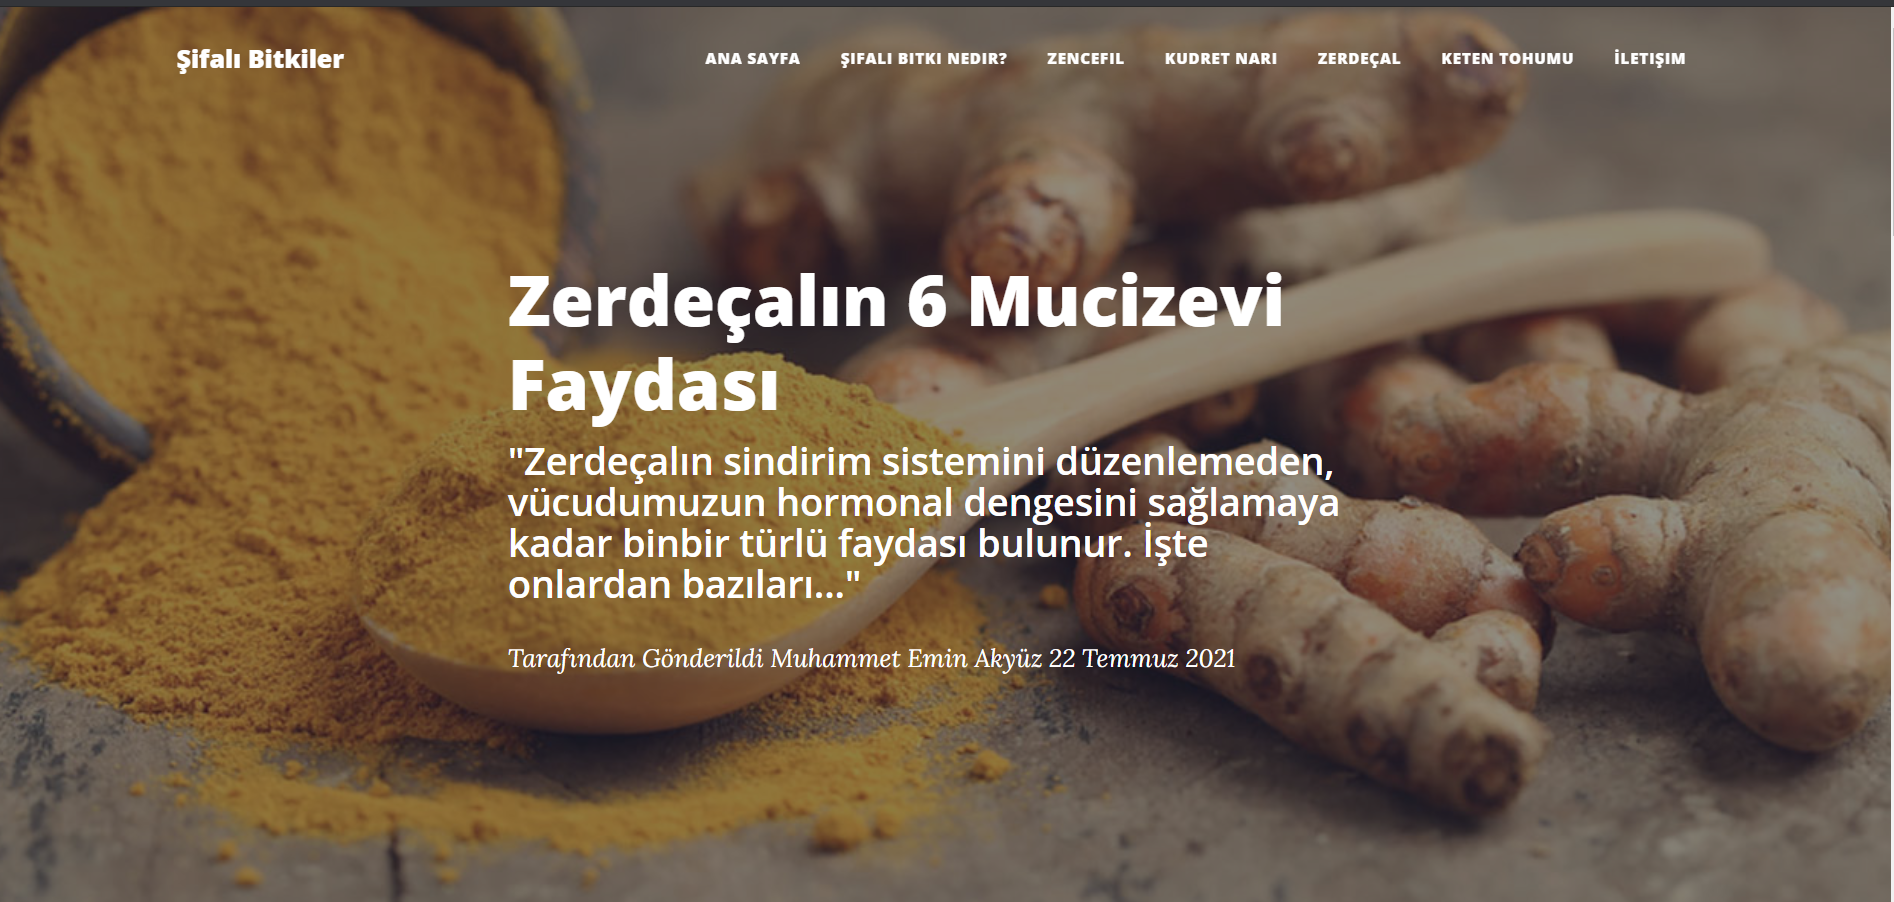 Şifalı Bitkiler
ANA SAYFA ŞIFALI BITKI NEDIR? ZENCEFIL KUDRET NARI ZERDEÇAL KETEN TOHUMU İLETIŞIM
Zerdeçalın 6 Mucizevi
Faydası
"Zerdeçalın sindirim sistemini düzenlemeden,
vücudumuzun hormonal dengesini sağlamaya
kadar binbir türlü faydası bulunur. İşte
onlardan bazıları..."
Tarafından Gönderildi Muhammet Emin Akyüz 22 Temmuz 2021